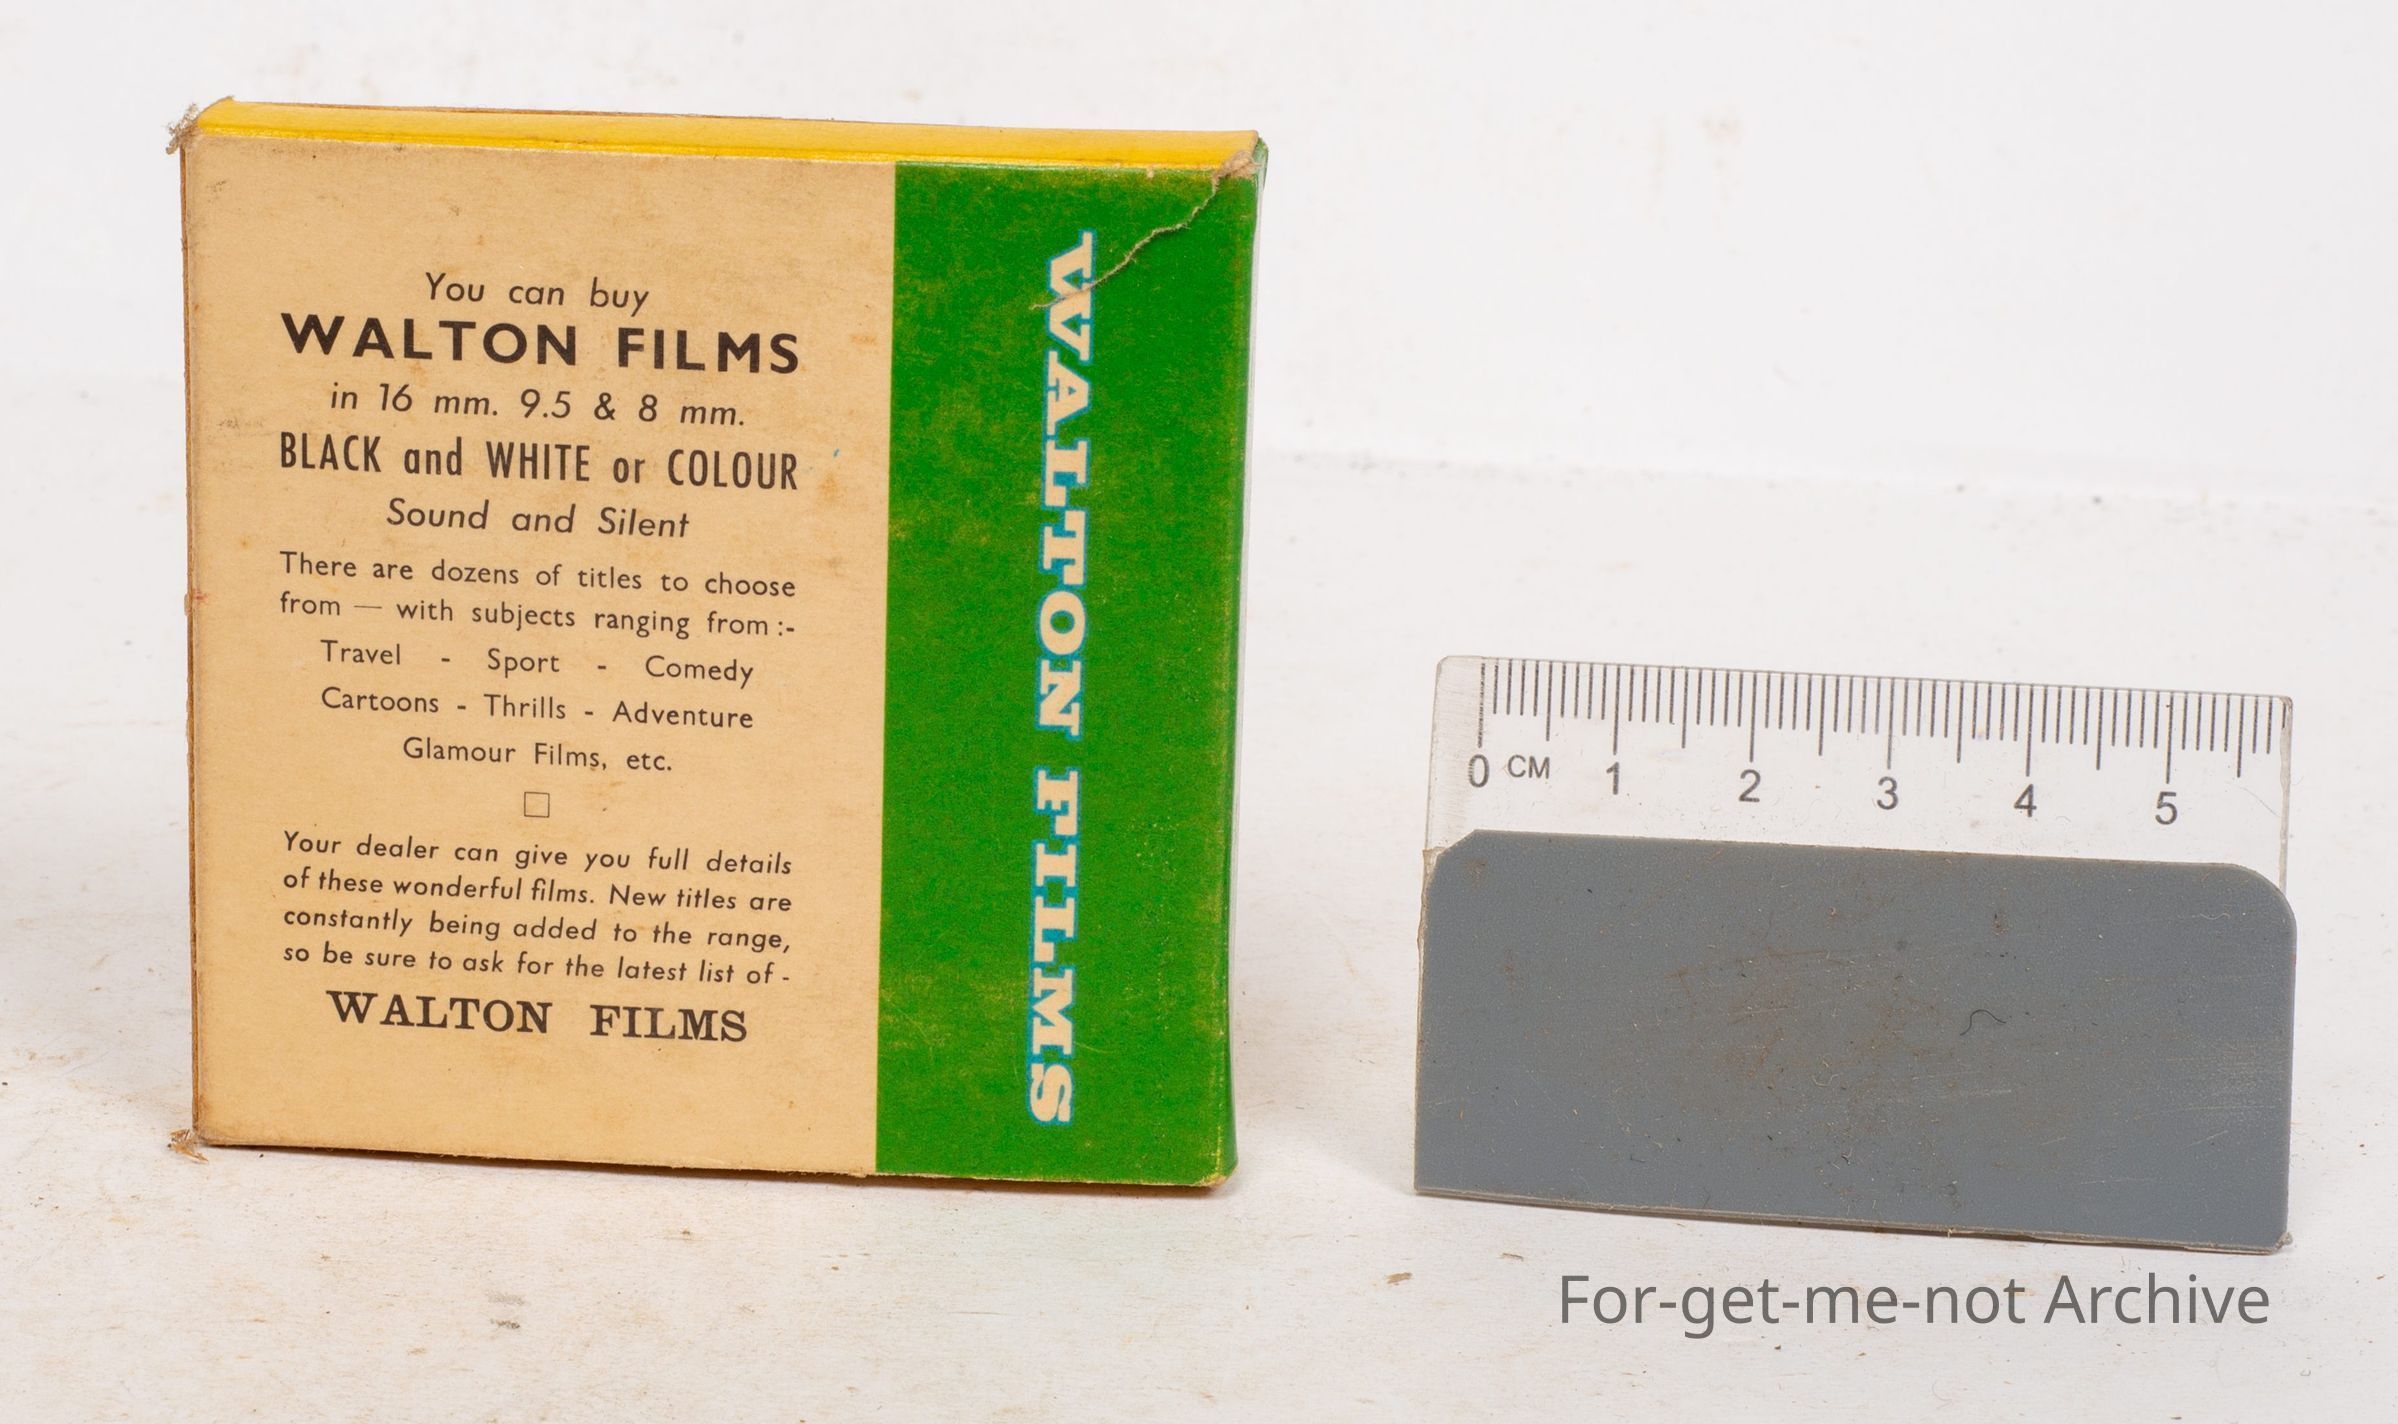 You can buy
WALTON FILMS
in 16 mm. 9.5 & 8 mm.
BLACK and WHITE or COLOUR
Sound and Silent
There are dozens of titles to choose
from — with subjects ranging from :-
Travel - Sport - Comedy
Cartoons - Thrills - Adventure
Glamour Films, etc.
Your dealer can give you full details
of these wonderful films. New titles are
constantly being added to the range,
so be sure to ask for the latest list of -
WALTON FILMS
WALTON FILMS
0 CM 1 2 3 4 5
For-get-me-not Archive